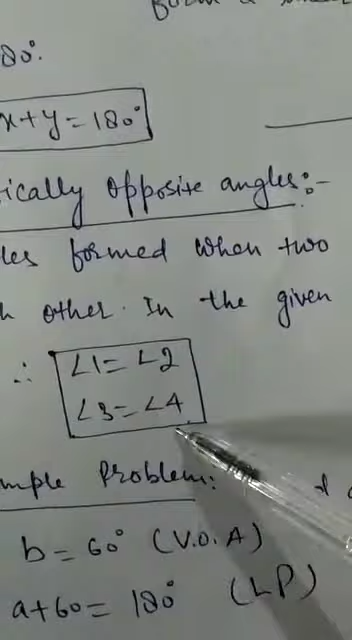 80°.
x+y=180°
ically opposite angles:-
les formed when two
h other. In the given
∴ ∠1=∠2
∠3=∠4
mple Problem:
b=60° (V.O.A)
a+60=180° (LP)